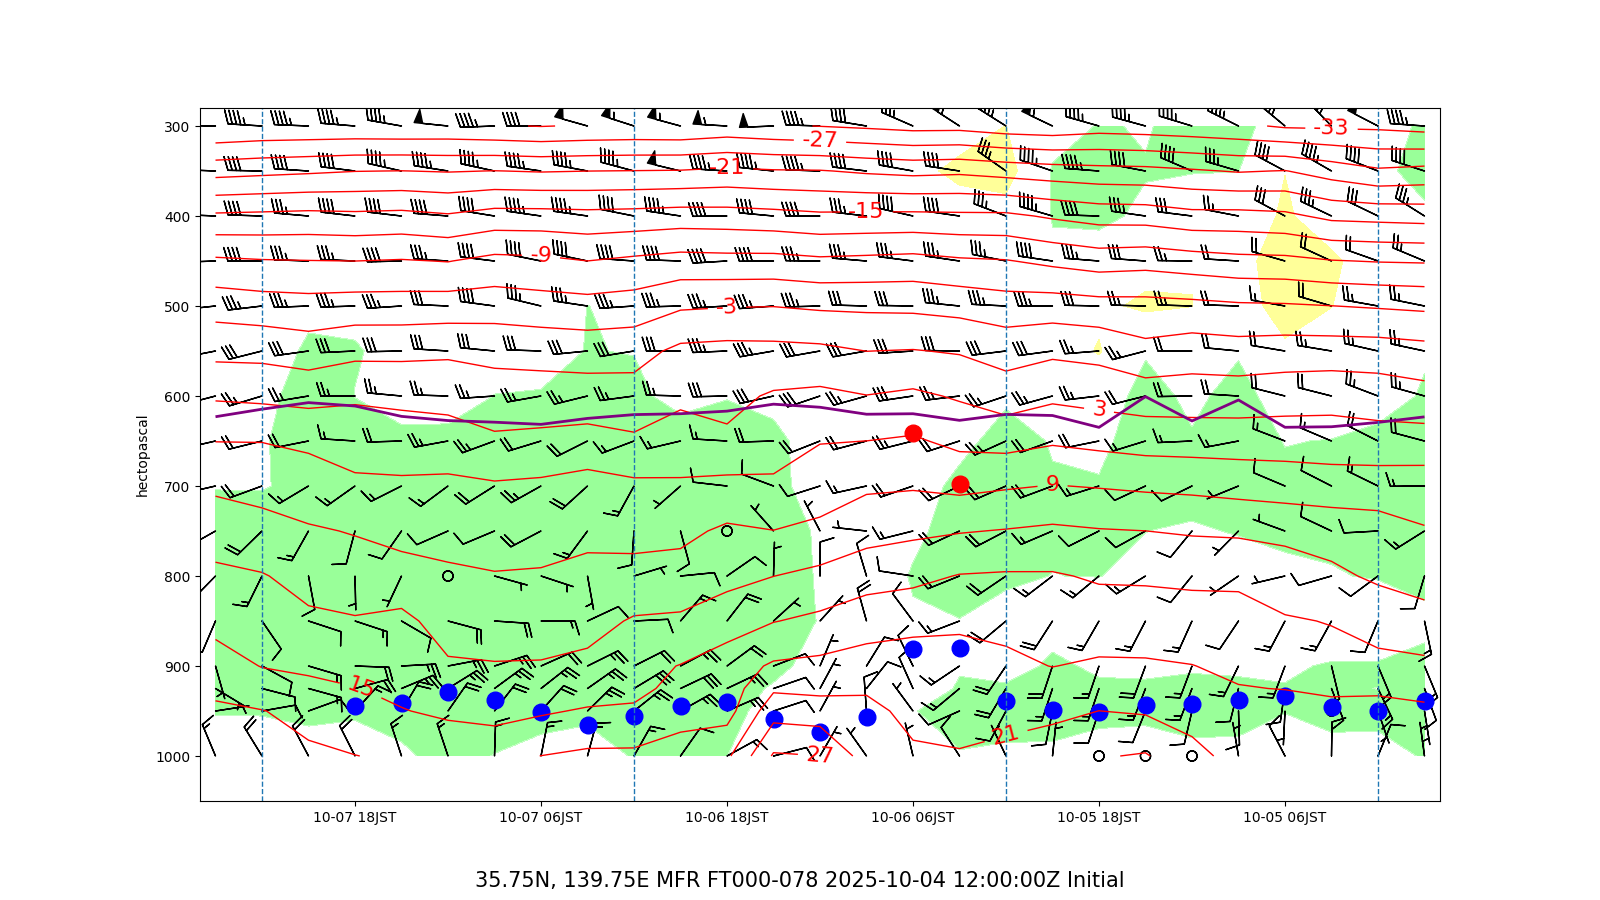 300
400
500
600
700
800
900
1000
hectopascal
-33
-27
-21
-15
-9
-3
3
9
15
21
27
10-07 18JST
10-07 06JST
10-06 18JST
10-06 06JST
10-05 18JST
10-05 06JST
35.75N, 139.75E MFR FT000-078 2025-10-04 12:00:00Z Initial